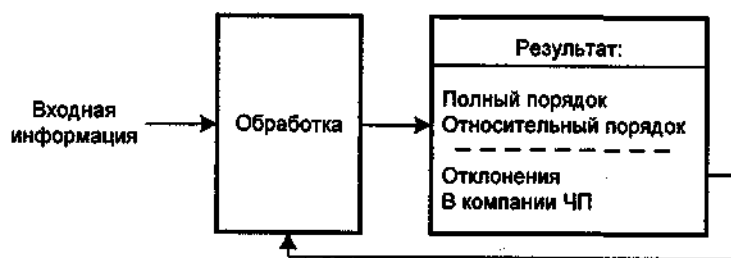 Входная
информация
Обработка
Результат:
Полный порядок
Относительный порядок
Отклонения
В компании ЧП